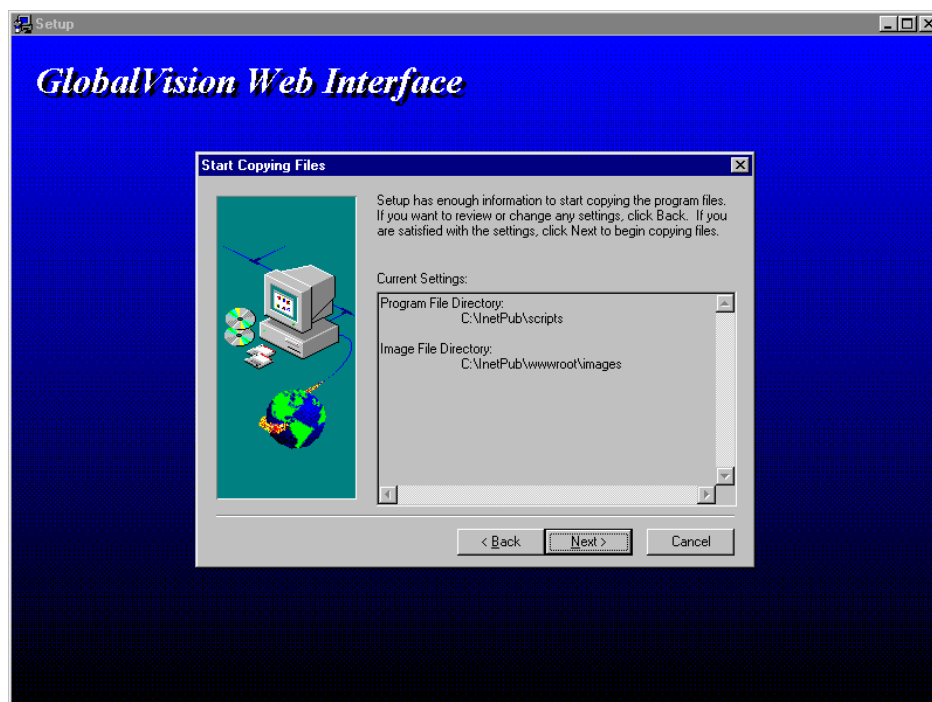 Setup
GlobalVision Web Interface
Start Copying Files
Setup has enough information to start copying the program files.
If you want to review or change any settings, click Back.  If you
are satisfied with the settings, click Next to begin copying files.
Current Settings:
Program File Directory:
C:\InetPub\scripts
Image File Directory:
C:\InetPub\wwwroot\images
< Back
Next >
Cancel